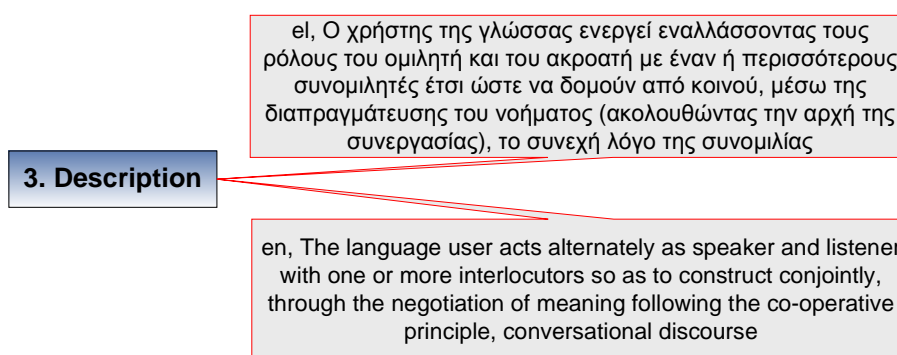 el, Ο χρήστης της γλώσσας ενεργεί εναλλάσσοντας τους
ρόλους του ομιλητή και του ακροατή με έναν ή περισσότερους
συνομιλητές έτσι ώστε να δομούν από κοινού, μέσω της
διαπραγμάτευσης του νοήματος (ακολουθώντας την αρχή της
συνεργασίας), το συνεχή λόγο της συνομιλίας
3. Description
en, The language user acts alternately as speaker and listener
with one or more interlocutors so as to construct conjointly,
through the negotiation of meaning following the co-operative
principle, conversational discourse